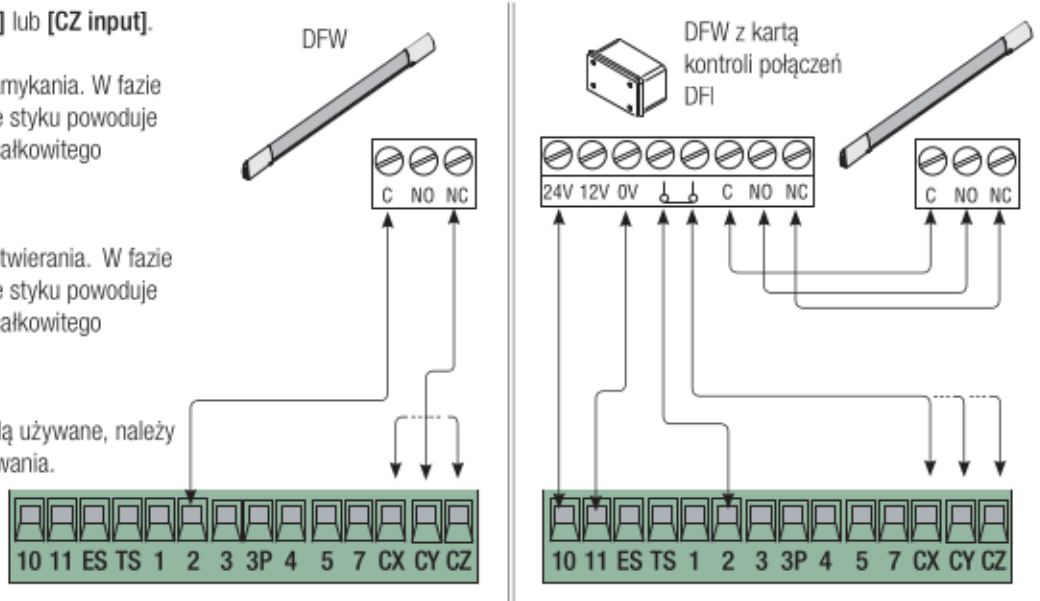 ] lub [CZ input].
mykania. W fazie
e styku powoduje
ałkowitego
twierania. W fazie
e styku powoduje
ałkowitego
ą używane, należy
wania.
DFW
C NO NC
10 11 ES TS 1 2 3 3P 4 5 7 CX CY CZ
DFW z kartą
kontroli połączeń
DFI
24V 12V 0V C NO NC
C NO NC
10 11 ES TS 1 2 3 3P 4 5 7 CX CY CZ